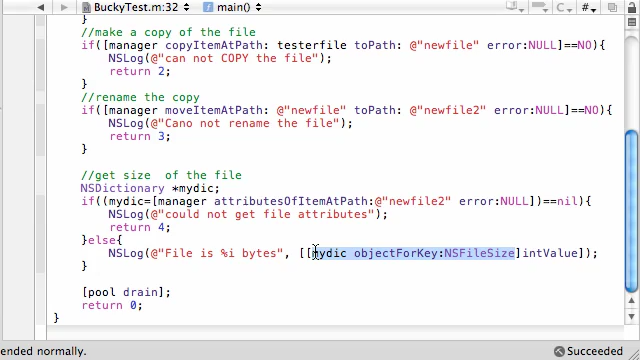 BuckyTest.m:32 main()
}
//make a copy of the file
if([manager copyItemAtPath: testerfile toPath: @"newfile" error:NULL]==NO){
NSLog(@"can not COPY the file");
return 2;
}
//rename the copy
if([manager moveItemAtPath: @"newfile" toPath: @"newfile2" error:NULL]==NO){
NSLog(@"Cano not rename the file");
return 3;
}
//get size of the file
NSDictionary *mydic;
if((mydic=[manager attributesOfItemAtPath:@"newfile2" error:NULL])==nil){
NSLog(@"could not get file attributes");
return 4;
}else{
NSLog(@"File is %i bytes", [[mydic objectForKey:NSFileSize]intValue]);
}
[pool drain];
return 0;
}
ended normally. Succeeded